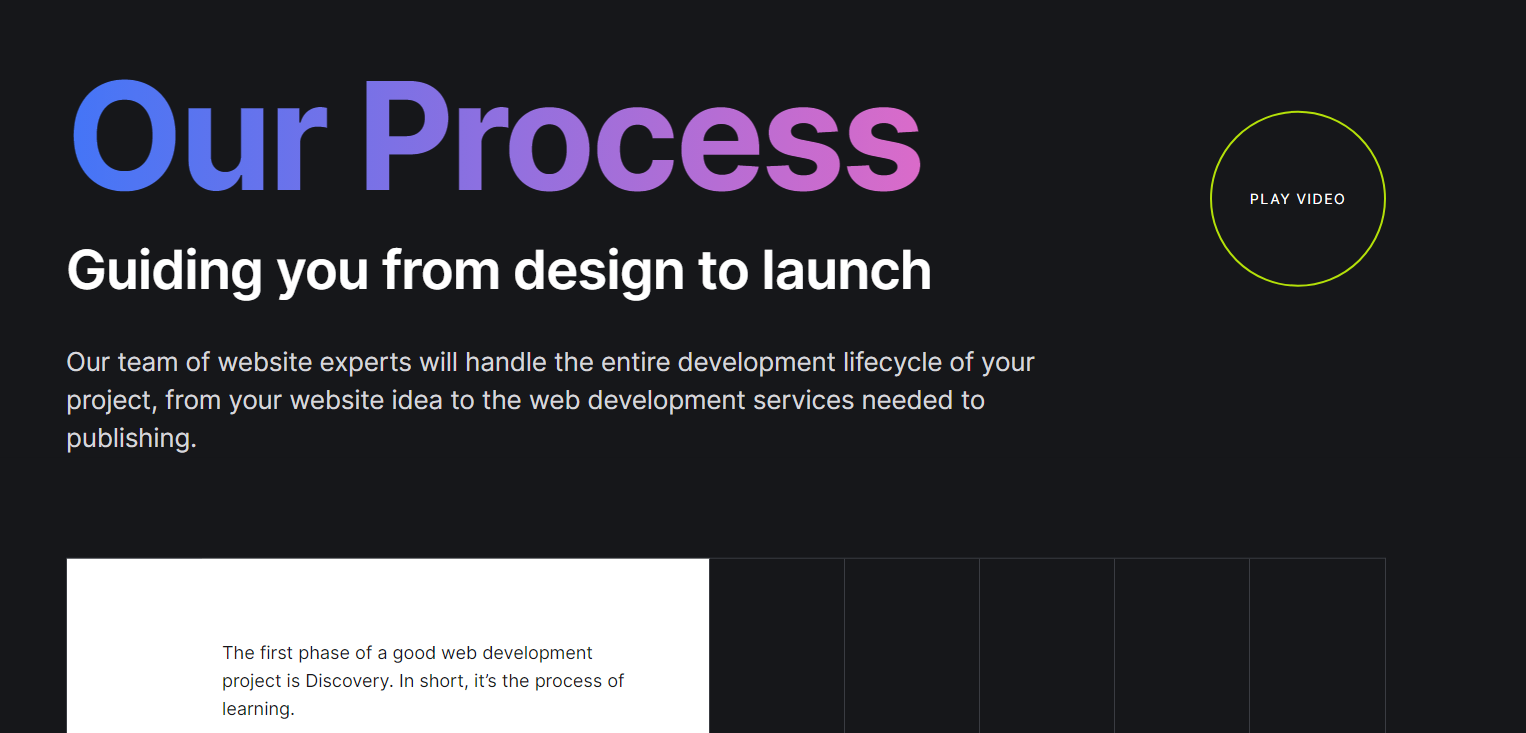 Our Process
PLAY VIDEO
Guiding you from design to launch
Our team of website experts will handle the entire development lifecycle of your
project, from your website idea to the web development services needed to
publishing.
The first phase of a good web development
project is Discovery. In short, it’s the process of
learning.